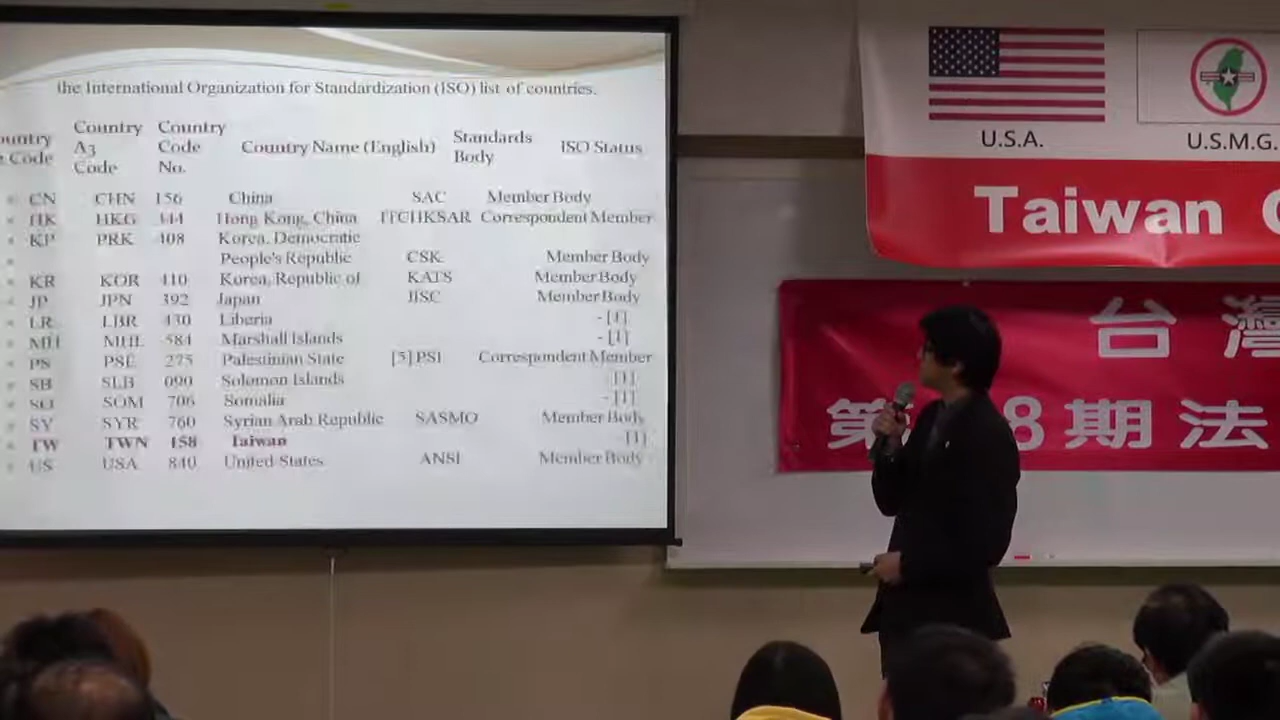 the International Organization for Standardization (ISO) list of countries.
Country Code Country A3 Code Country Code No. Country Name (English) Standards Body ISO Status
CN CHN 156 China SAC Member Body
HK HKG 344 Hong Kong, China ITCHKSAR Correspondent Member
KP PRK 408 Korea, Democratic
People's Republic CSK Member Body
KR KOR 410 Korea, Republic of KATS Member Body
JP JPN 392 Japan JISC Member Body
LR LBR 430 Liberia - [1]
MH MHL 584 Marshall Islands - [1]
PS PSE 275 Palestinian State [5] PSI Correspondent Member
SB SLB 090 Solomon Islands [1]
SO SOM 706 Somalia - [1]
SY SYR 760 Syrian Arab Republic SASMO Member Body
TW TWN 158 Taiwan [1]
US USA 840 United States ANSI Member Body
U.S.A. U.S.M.G.
Taiwan
台灣
第 8期法